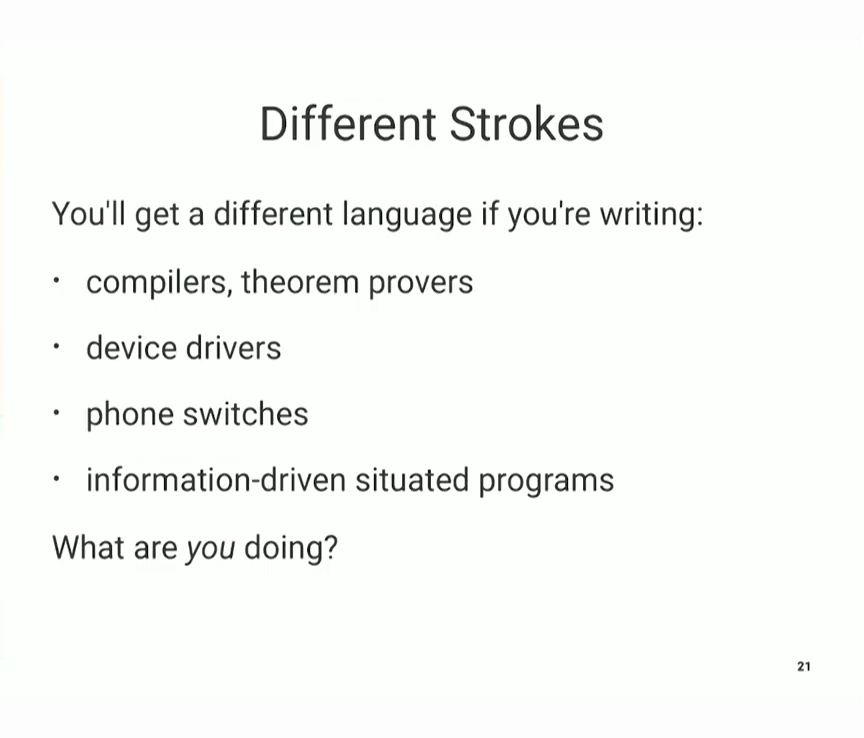 Different Strokes
You'll get a different language if you're writing:
• compilers, theorem provers
• device drivers
• phone switches
• information-driven situated programs
What are you doing?
21